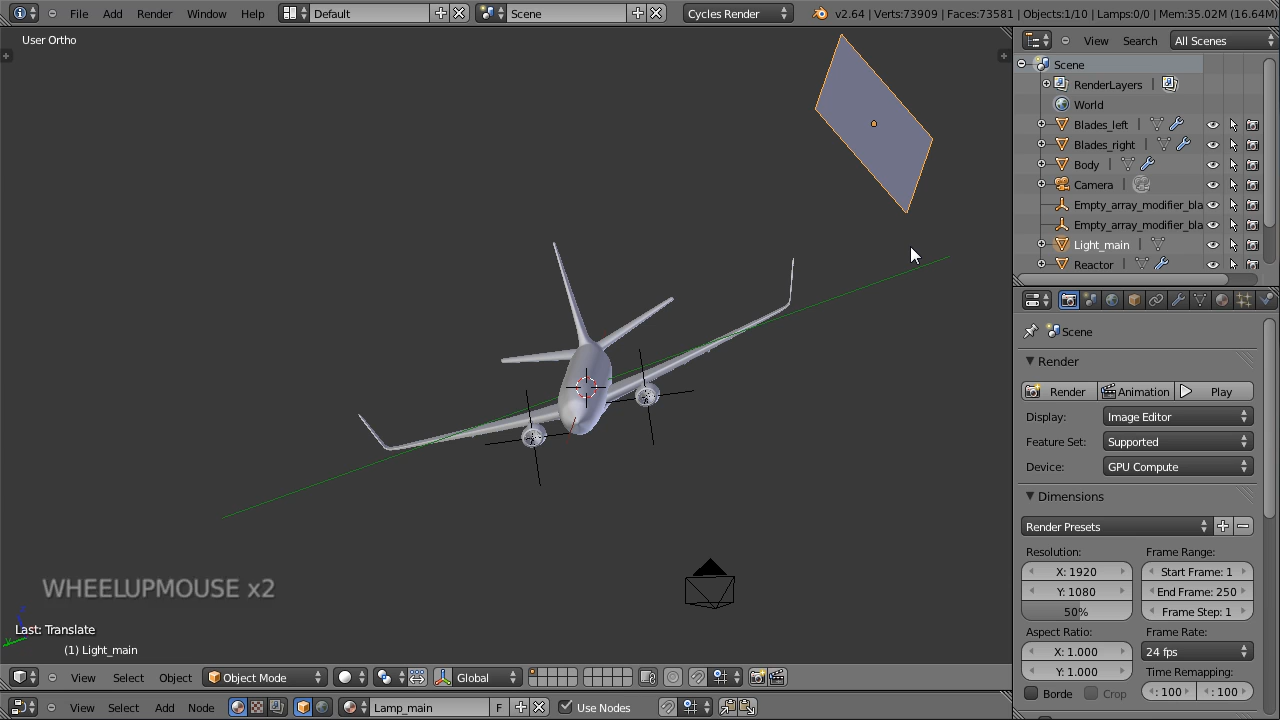 File Add Render Window Help Default Scene Cycles Render v2.64 | Verts:73909 | Faces:73581 | Objects:1/10 | Lamps:0/0 | Mem:35.02M (16.64M)
User Ortho
View Search All Scenes
Scene
RenderLayers
World
Blades_left
Blades_right
Body
Camera
Empty_array_modifier_bla
Empty_array_modifier_bla
Light_main
Reactor
Scene
Render
Render Animation Play
Display: Image Editor
Feature Set: Supported
Device: GPU Compute
Dimensions
Render Presets
Resolution: Frame Range:
X: 1920 Start Frame: 1
Y: 1080 End Frame: 250
50% Frame Step: 1
Aspect Ratio: Frame Rate:
X: 1.000 24 fps
Y: 1.000 Time Remapping:
Borde Crop : 100 : 100
WHEELUPMOUSE x2
Last: Translate
(1) Light_main
View Select Object Object Mode Global
View Select Add Node Lamp_main F Use Nodes